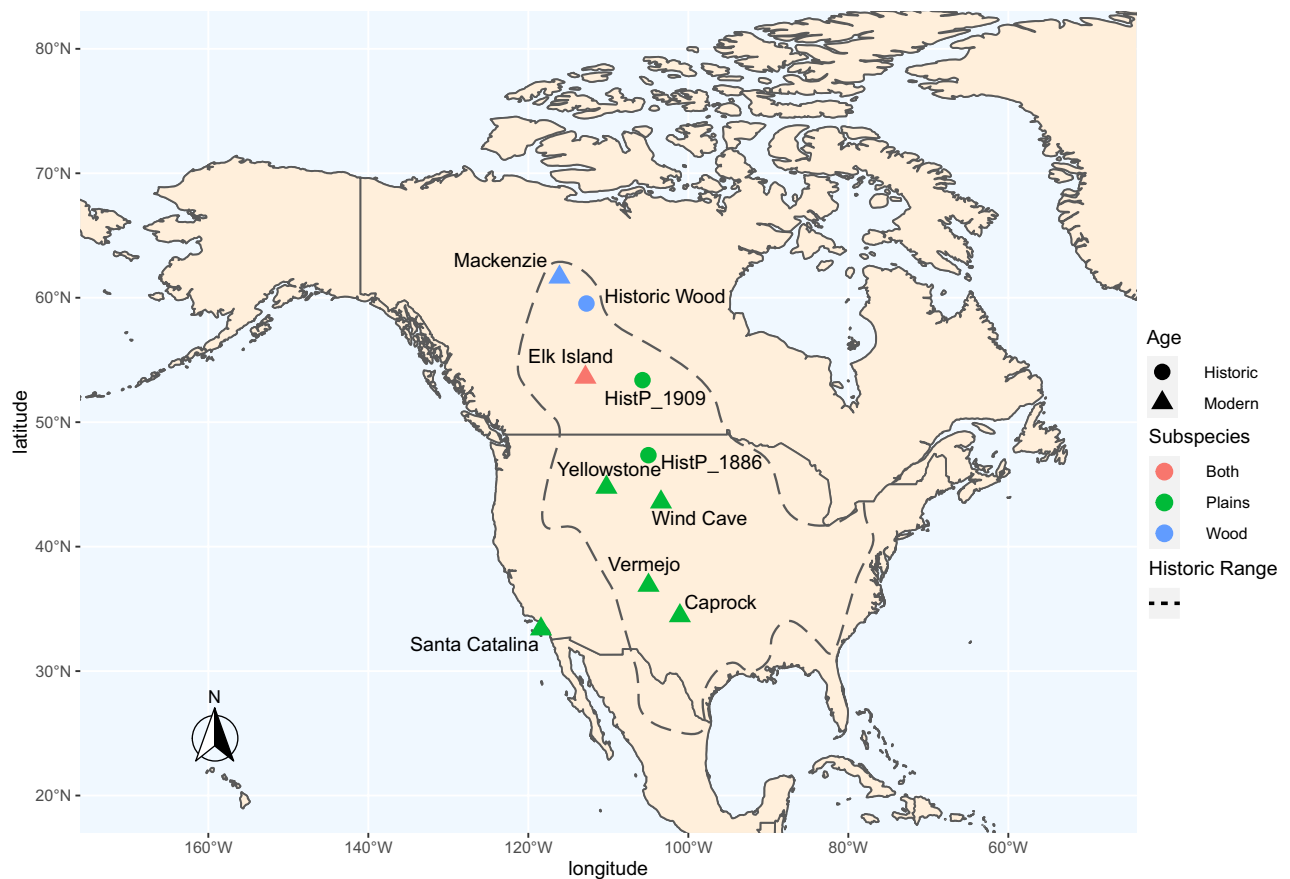 80°N
70°N
60°N
50°N
40°N
30°N
20°N
latitude
Mackenzie
Historic Wood
Elk Island
HistP_1909
HistP_1886
Yellowstone
Wind Cave
Vermejo
Caprock
Santa Catalina
N
160°W
140°W
120°W
100°W
80°W
60°W
longitude
Age
Historic
Modern
Subspecies
Both
Plains
Wood
Historic Range